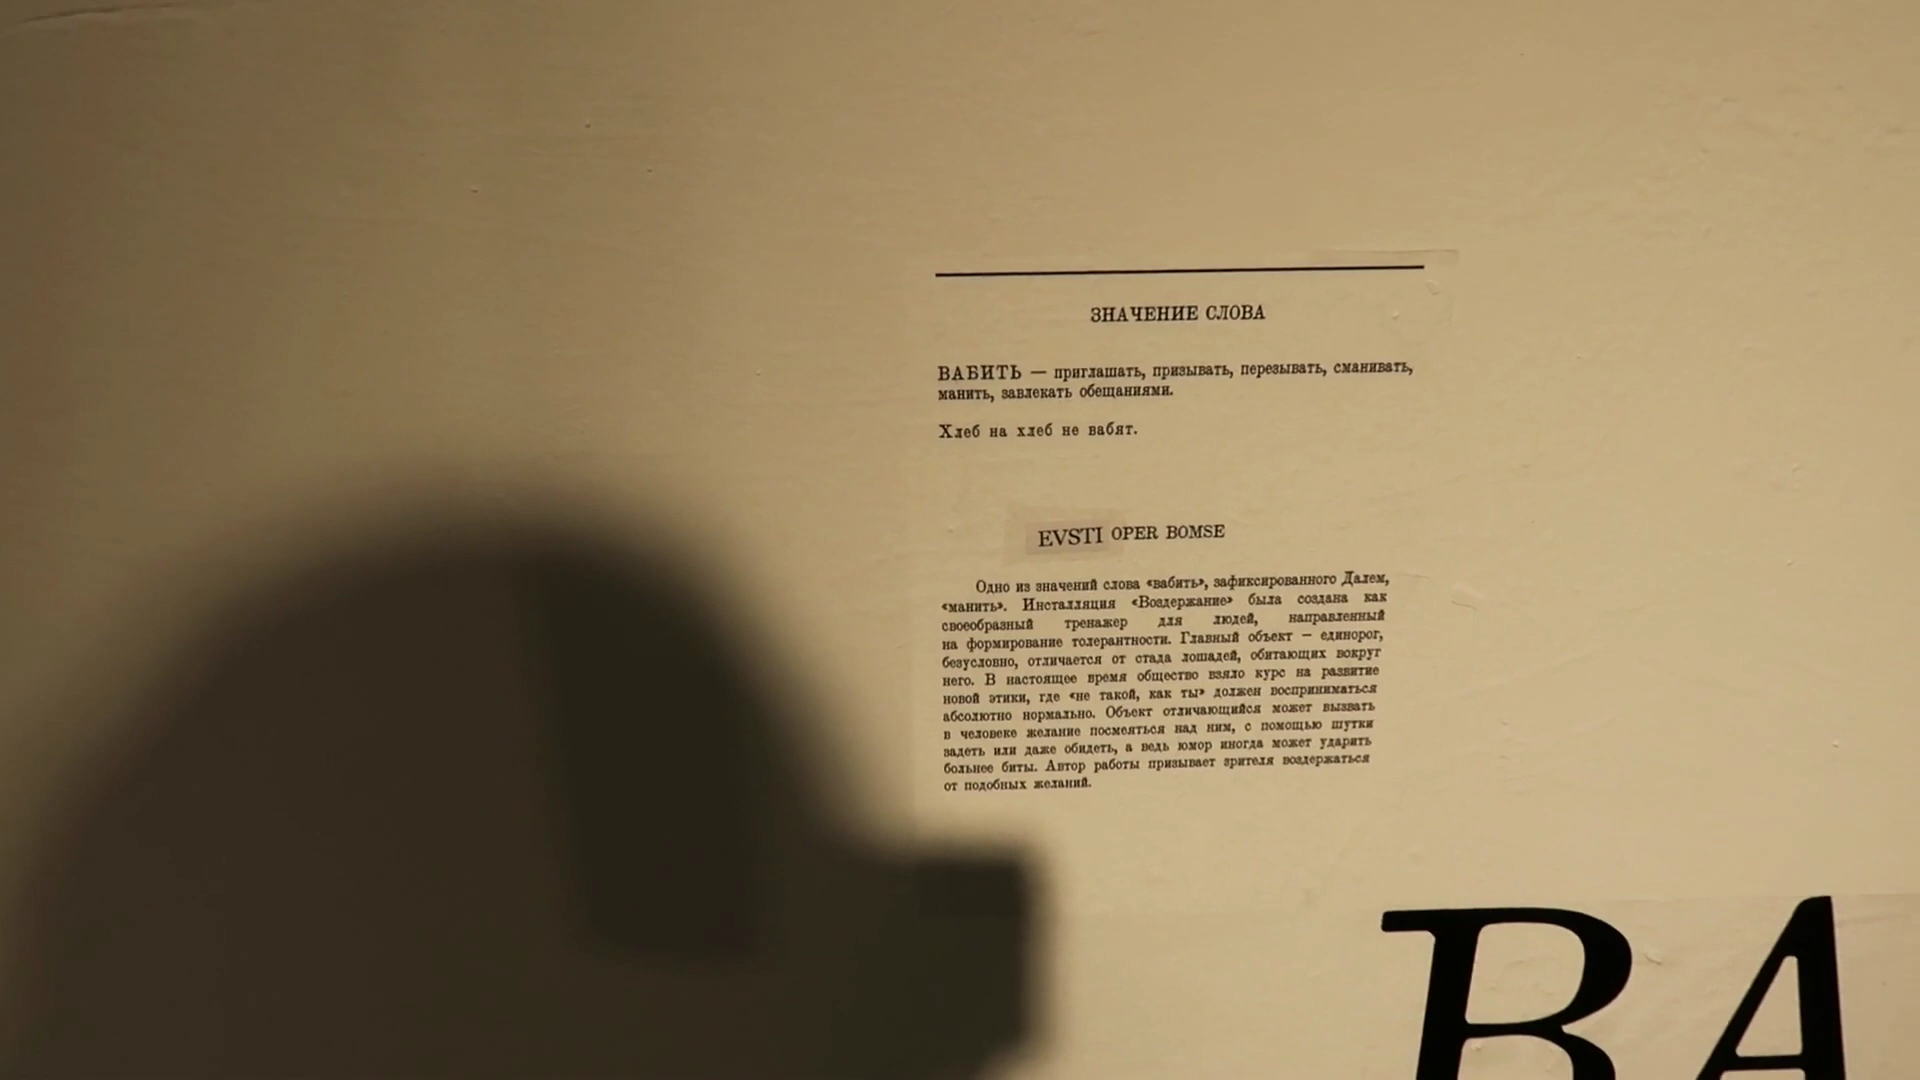 ЗНАЧЕНИЕ СЛОВА
ВАБИТЬ — приглашать, призывать, перезывать, сманивать,
манить, завлекать обещаниями.
Хлеб на хлеб не вабят.
EVSTI OPER BOMSE
Одно из значений слова «вабить», зафиксированного Далем,
«манить». Инсталляция «Воздержание» была создана как
своеобразный тренажер для людей, направленный
на формирование толерантности. Главный объект — единорог,
безусловно, отличается от стада лошадей, обитающих вокруг
него. В настоящее время общество взяло курс на развитие
новой этики, где «не такой, как ты» должен восприниматься
абсолютно нормально. Объект отличающийся может вызвать
в человеке желание посмеяться над ним, с помощью шутки
задеть или даже обидеть, а ведь юмор иногда может ударить
больнее биты. Автор работы призывает зрителя воздержаться
от подобных желаний.
ВА